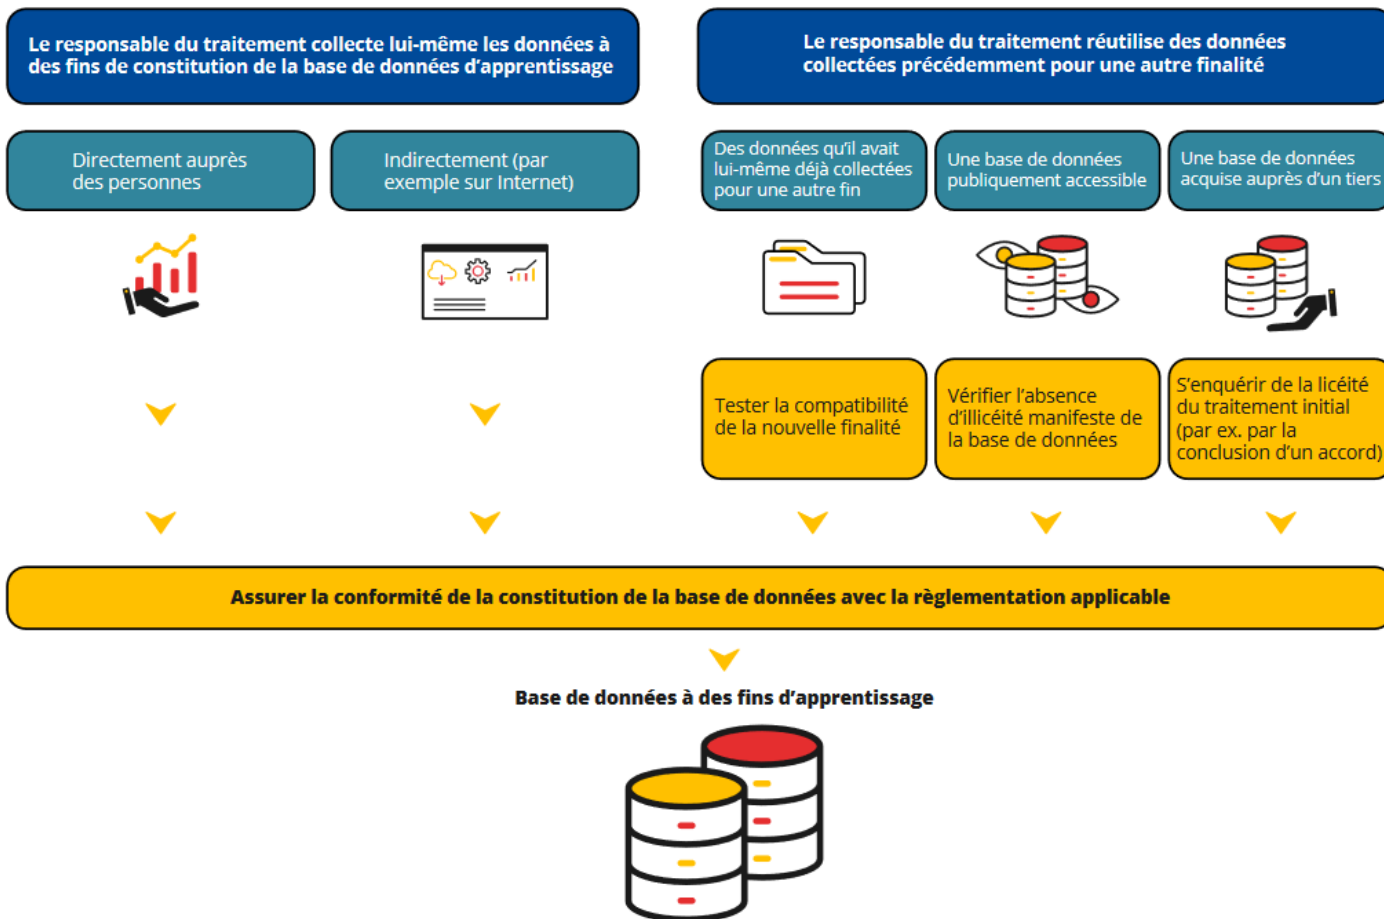 Le responsable du traitement collecte lui-même les données à
des fins de constitution de la base de données d'apprentissage
Le responsable du traitement réutilise des données
collectées précédemment pour une autre finalité
Directement auprès
des personnes
Indirectement (par
exemple sur Internet)
Des données qu'il avait
lui-même déjà collectées
pour une autre fin
Une base de données
publiquement accessible
Une base de données
acquise auprès d'un tiers
Tester la compatibilité
de la nouvelle finalité
Vérifier l'absence
d'illicéité manifeste de
la base de données
S'enquérir de la licéité
du traitement initial
(par ex. par la
conclusion d'un accord)
Assurer la conformité de la constitution de la base de données avec la règlementation applicable
Base de données à des fins d'apprentissage